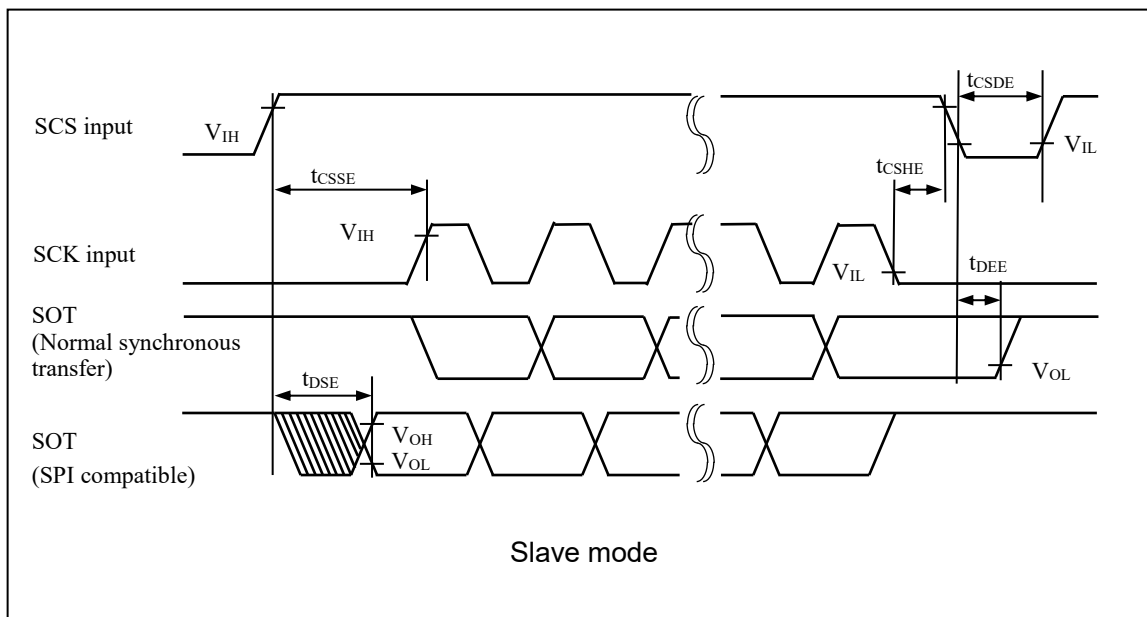 tCSDE
SCS input
VIH
VIL
tCSHE
tCSSE
VIH
SCK input
VIL
tDEE
SOT
(Normal synchronous
transfer)
VOL
tDSE
SOT
(SPI compatible)
VOH
VOL
Slave mode